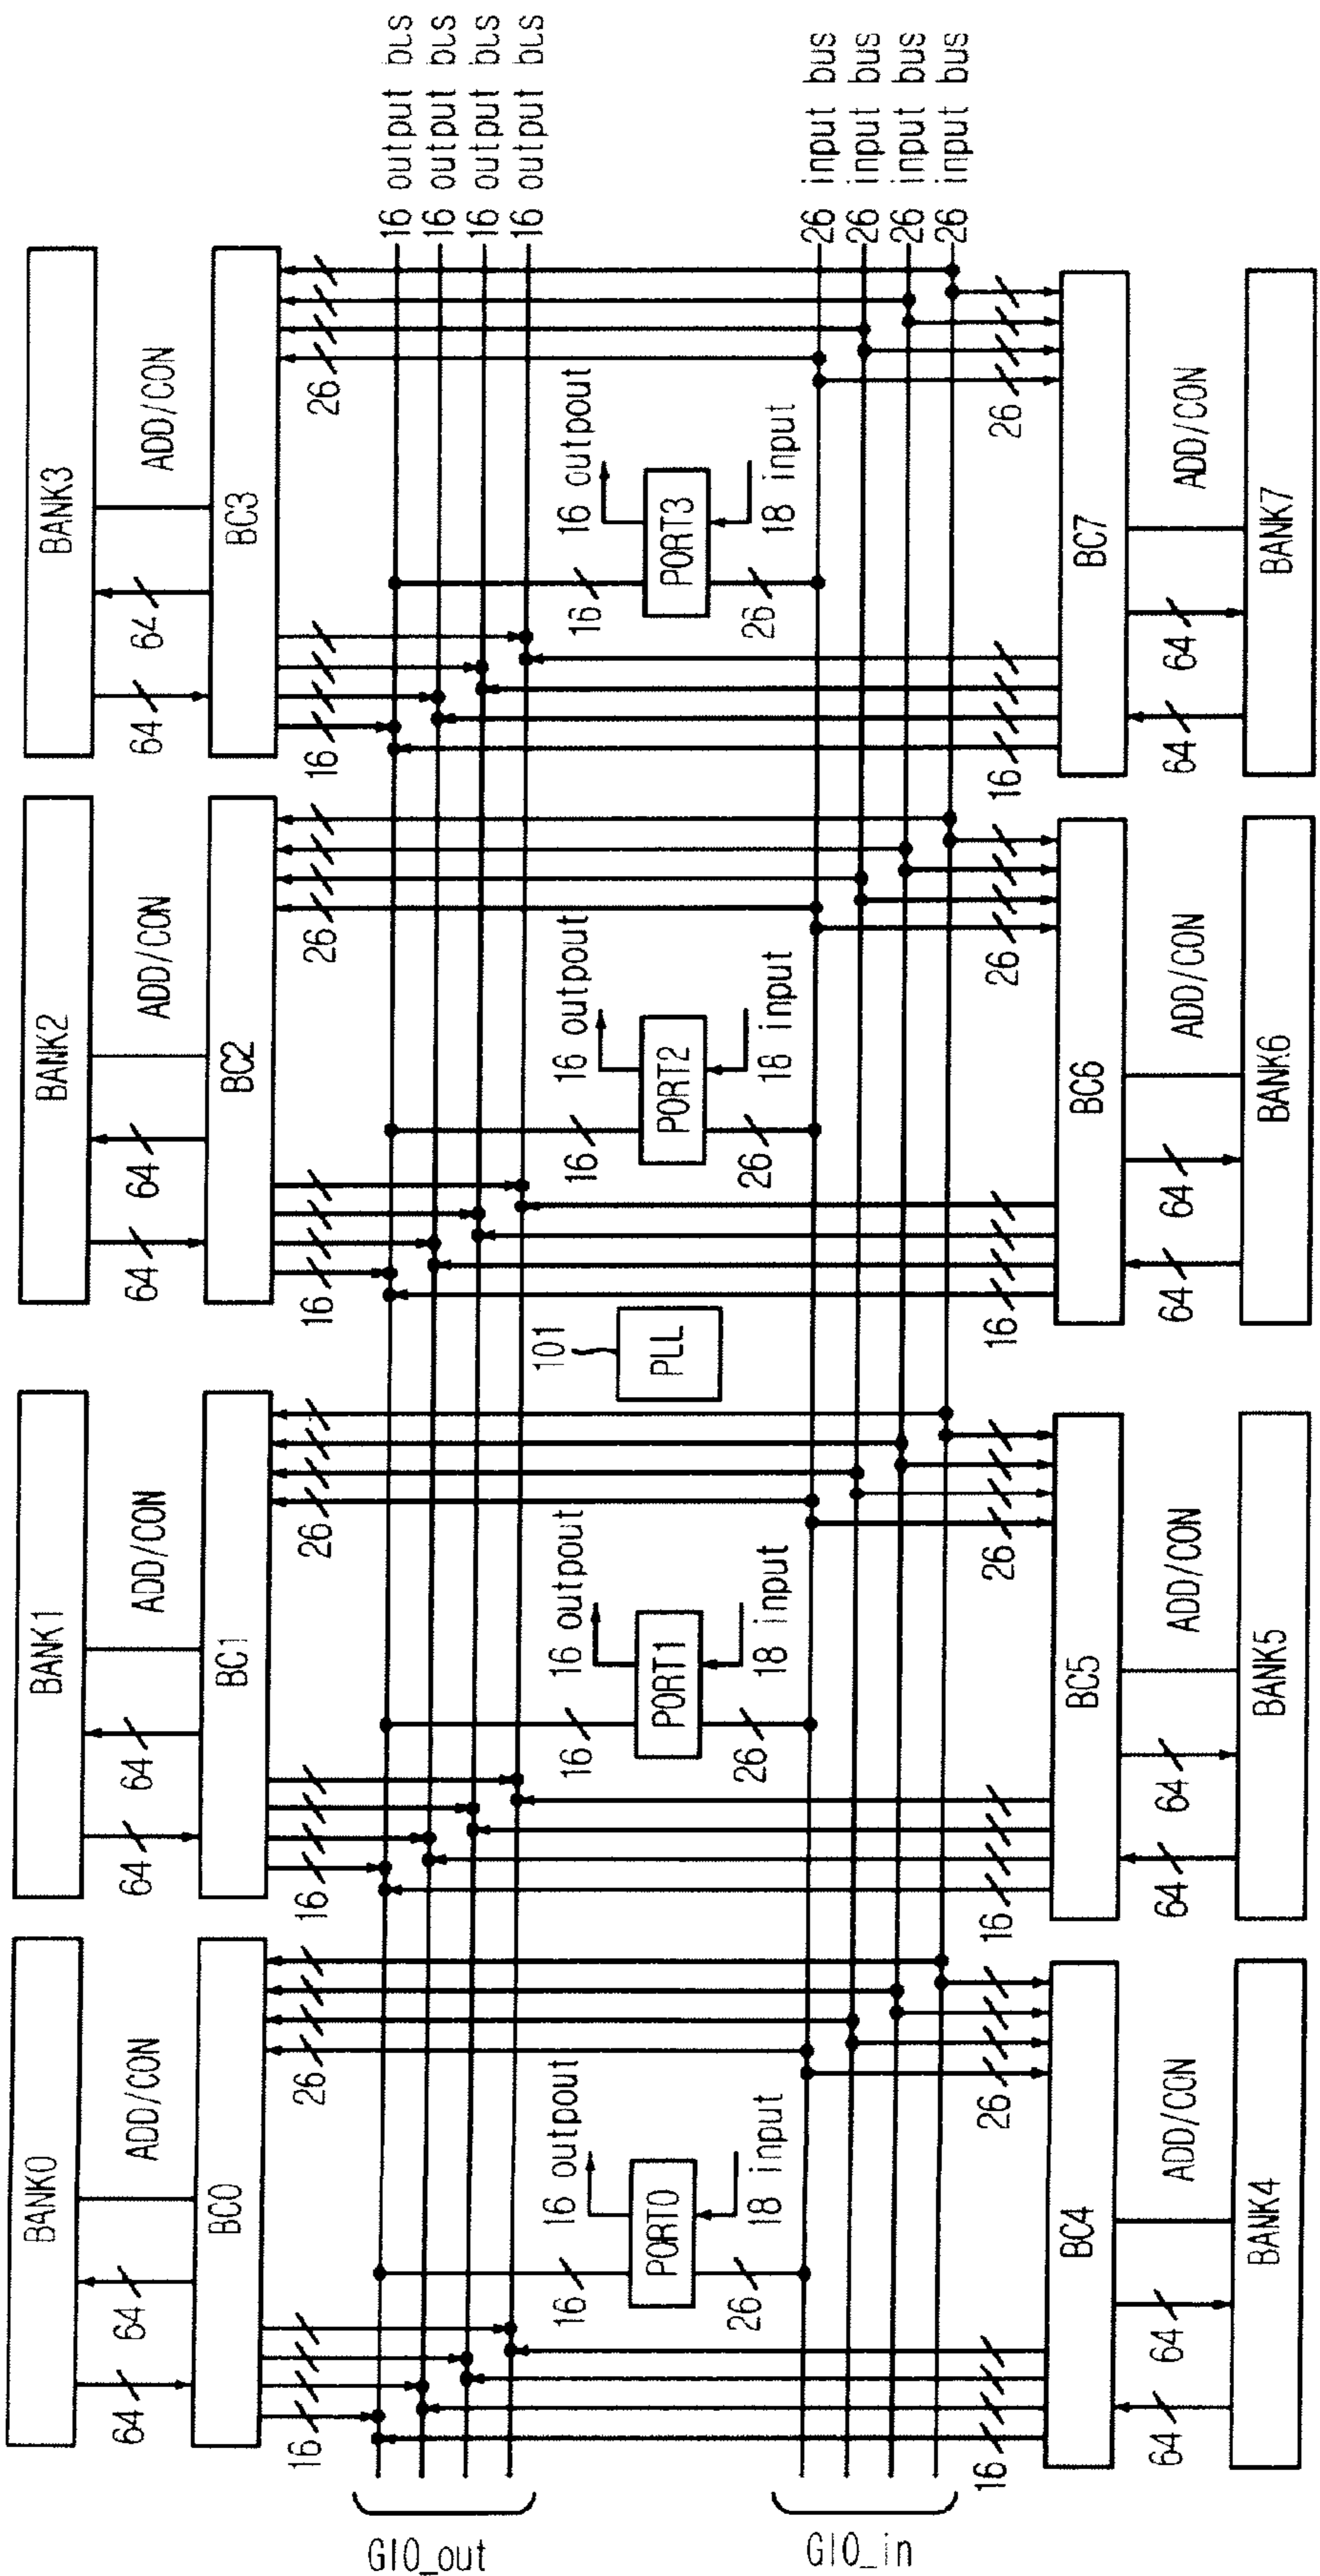 BANK0 BANK1 BANK2 BANK3
64 64 ADD/CON 64 64 ADD/CON 64 64 ADD/CON 64 64 ADD/CON
BC0 BC1 BC2 BC3
16 26 16 26 16 26 16 26
GIO_out
16 output bus
16 output bus
16 output bus
16 output bus
16 outpout 16 outpout 16 outpout 16 outpout
16 16 101 16 16
PORT0 PORT1 PLL PORT2 PORT3
26 18 input 26 18 input 26 18 input 26 18 input
GIO_in
26 input bus
26 input bus
26 input bus
26 input bus
16 26 16 26 16 26 16 26
BC4 BC5 BC6 BC7
64 64 ADD/CON 64 64 ADD/CON 64 64 ADD/CON 64 64 ADD/CON
BANK4 BANK5 BANK6 BANK7